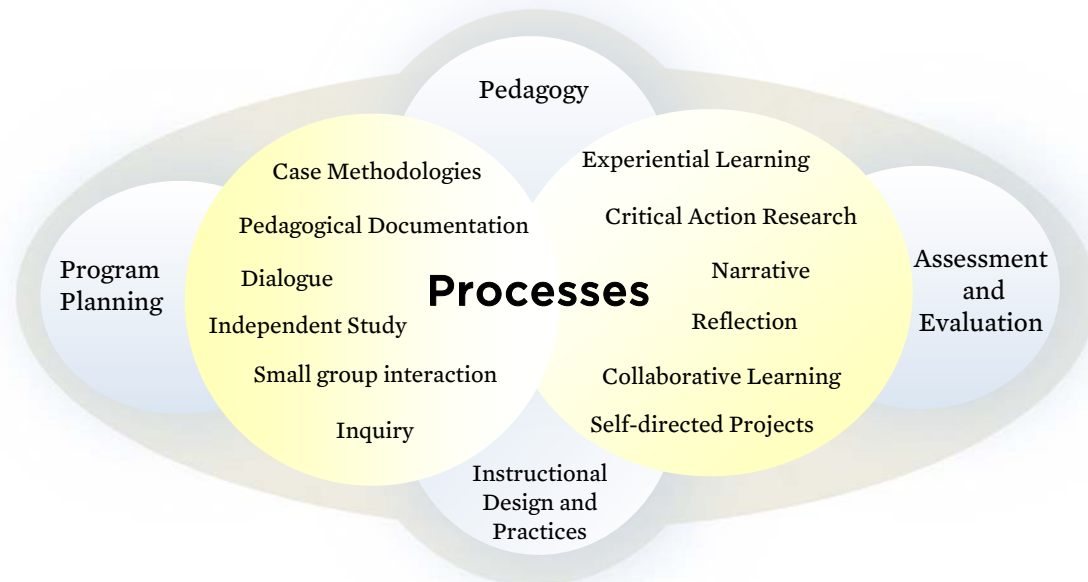 Pedagogy
Case Methodologies
Pedagogical Documentation
Dialogue
Independent Study
Small group interaction
Inquiry
Processes
Experiential Learning
Critical Action Research
Narrative
Reflection
Collaborative Learning
Self-directed Projects
Program
Planning
Assessment
and
Evaluation
Instructional
Design and
Practices